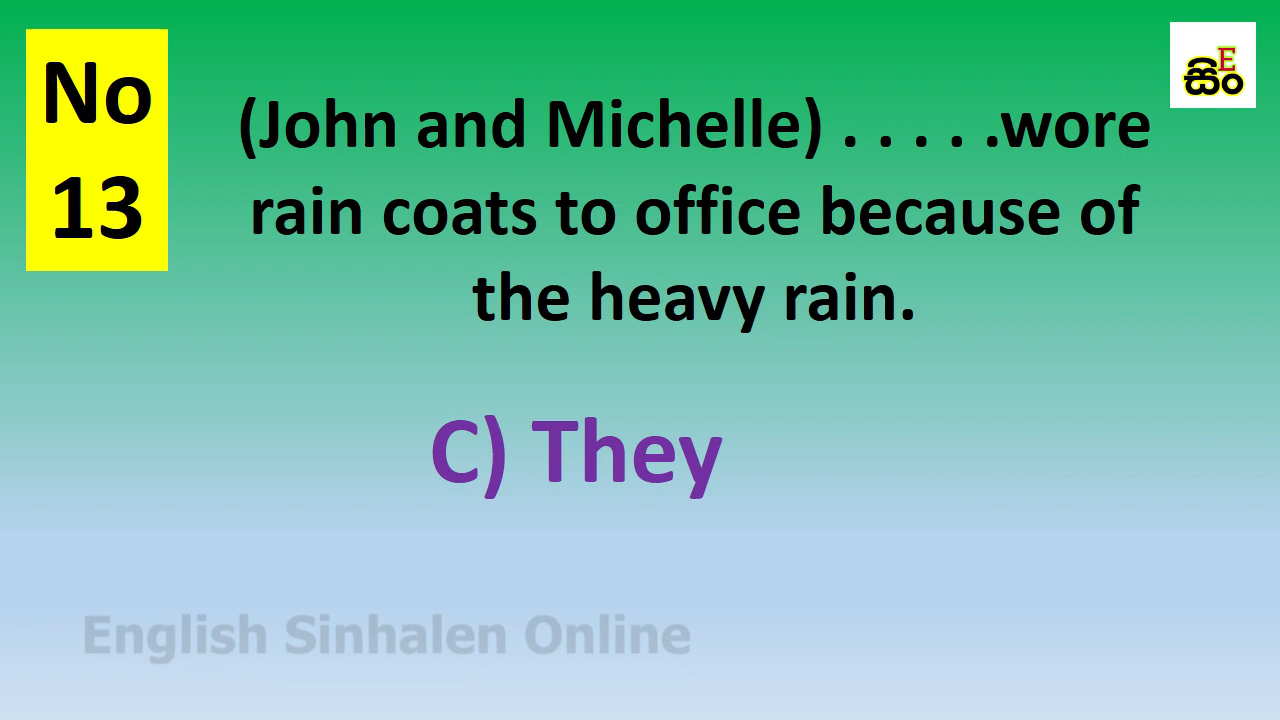 No
13
(John and Michelle) . . . . .wore
rain coats to office because of
the heavy rain.
C) They
English Sinhalen Online
සිං
E